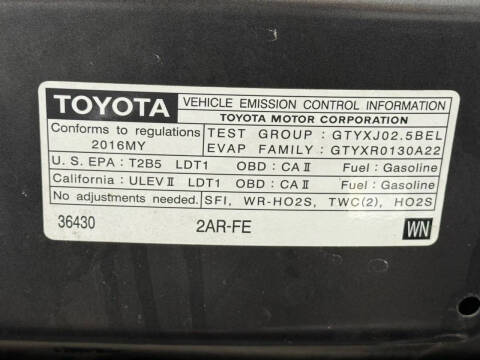 TOYOTA VEHICLE EMISSION CONTROL INFORMATION
TOYOTA MOTOR CORPORATION
Conforms to regulations
2016MY
TEST GROUP : GTYXJ02.5BEL
EVAP FAMILY : GTYXR0130A22
U.S. EPA : T2B5 LDT1 OBD : CA II Fuel : Gasoline
California : ULEV II LDT1 OBD : CA II Fuel : Gasoline
No adjustments needed. SFI, WR-HO2S, TWC(2), HO2S
36430 2AR-FE WN